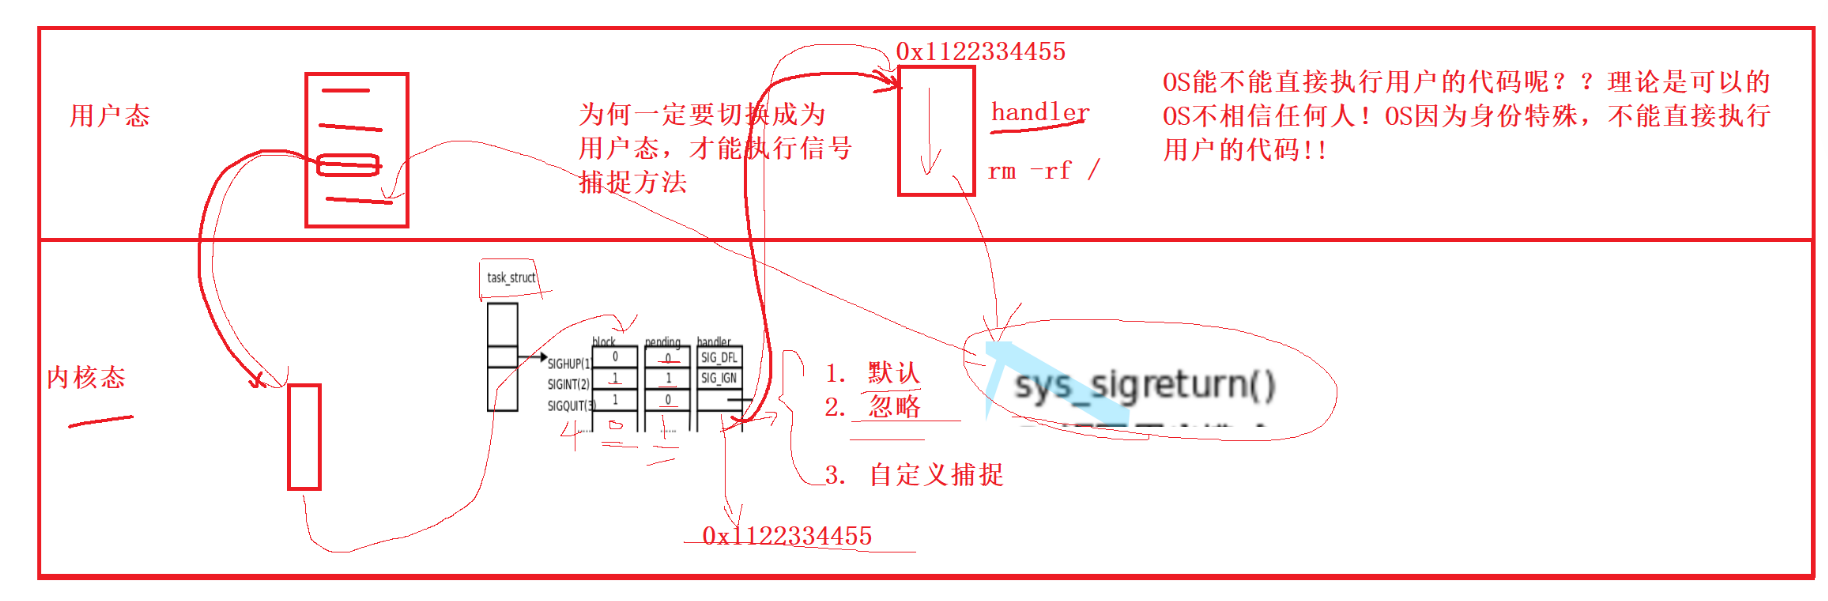 0x1122334455
用户态
为何一定要切换成为
用户态，才能执行信号
捕捉方法
handler
rm -rf /
OS能不能直接执行用户的代码呢？？理论是可以的
OS不相信任何人！OS因为身份特殊，不能直接执行
用户的代码!!
内核态
task_struct
block pending handler
SIGHUP(1) 0 0 SIG_DFL
SIGINT(2) 1 1 SIG_IGN
SIGQUIT(3) 1 0
4 0 1
1. 默认
2. 忽略
3. 自定义捕捉
0x1122334455
sys_sigreturn()